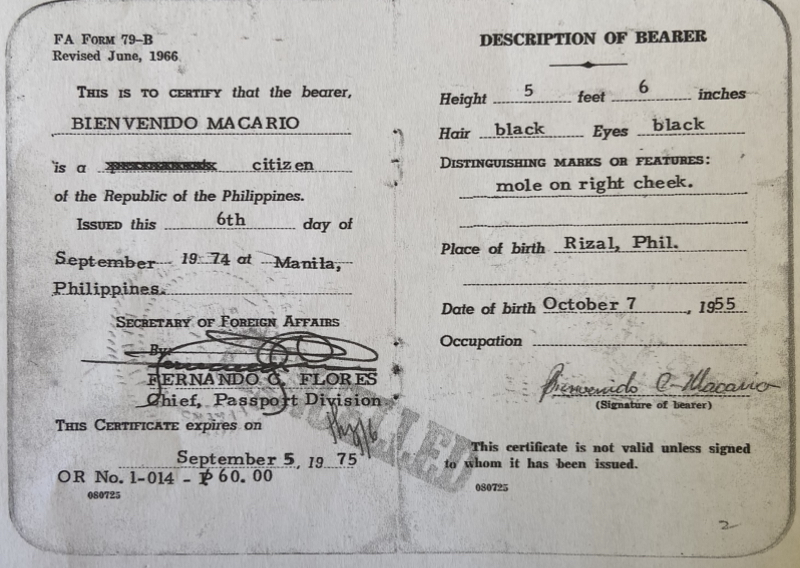 FA FORM 79-B
Revised June, 1966
THIS IS TO CERTIFY that the bearer,
BIENVENIDO MACARIO
is a citizen
of the Republic of the Philippines.
ISSUED this 6th day of
September 19 74 at Manila,
Philippines.
SECRETARY OF FOREIGN AFFAIRS
By:
FERNANDO G. FLORES
Chief, Passport Division
THIS CERTIFICATE expires on
September 5, 19 75
OR No. 1-014 - ₱ 60.00
080725
CANCELLED
DESCRIPTION OF BEARER
Height 5 feet 6 inches
Hair black Eyes black
DISTINGUISHING MARKS OR FEATURES:
mole on right cheek.
Place of birth Rizal, Phil.
Date of birth October 7, 1955
Occupation
Bienvenido C. Macario
(Signature of bearer)
This certificate is not valid unless signed
to whom it has been issued.
080725
2